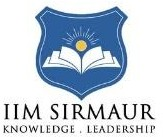 IIM SIRMAUR
KNOWLEDGE . LEADERSHIP